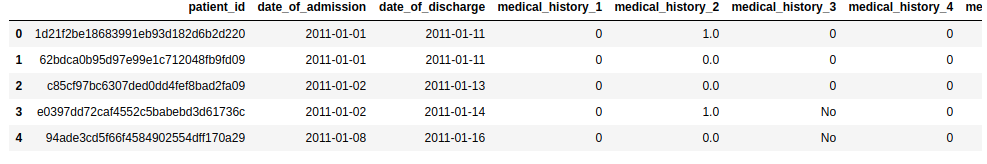 patient_id date_of_admission date_of_discharge medical_history_1 medical_history_2 medical_history_3 medical_history_4 me
0 1d21f2be18683991eb93d182d6b2d220 2011-01-01 2011-01-11 0 1.0 0 0
1 62bdca0b95d97e99e1c712048fb9fd09 2011-01-01 2011-01-11 0 0.0 0 0
2 c85cf97bc6307ded0dd4fef8bad2fa09 2011-01-02 2011-01-13 0 0.0 0 0
3 e0397dd72caf4552c5babebd3d61736c 2011-01-02 2011-01-14 0 1.0 No 0
4 94ade3cd5f66f4584902554dff170a29 2011-01-08 2011-01-16 0 0.0 No 0